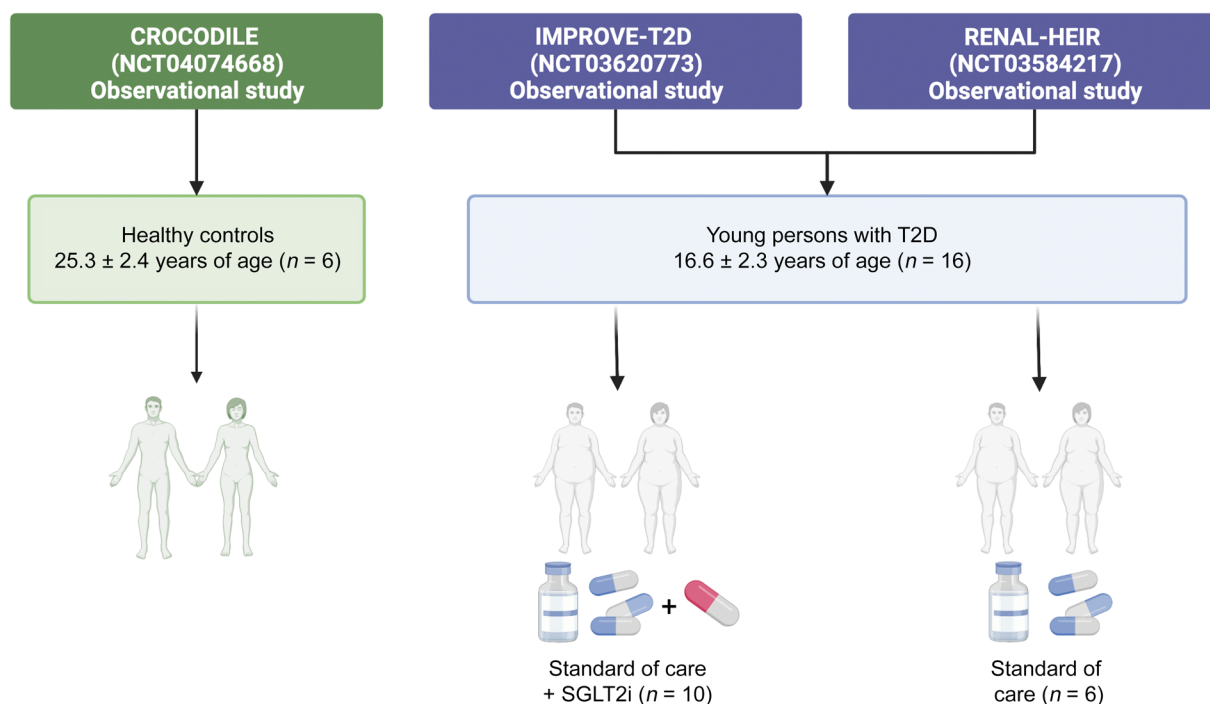 CROCODILE
(NCT04074668)
Observational study
IMPROVE-T2D
(NCT03620773)
Observational study
RENAL-HEIR
(NCT03584217)
Observational study
Healthy controls
25.3 ± 2.4 years of age (n = 6)
Young persons with T2D
16.6 ± 2.3 years of age (n = 16)
+
Standard of care
+ SGLT2i (n = 10)
Standard of
care (n = 6)